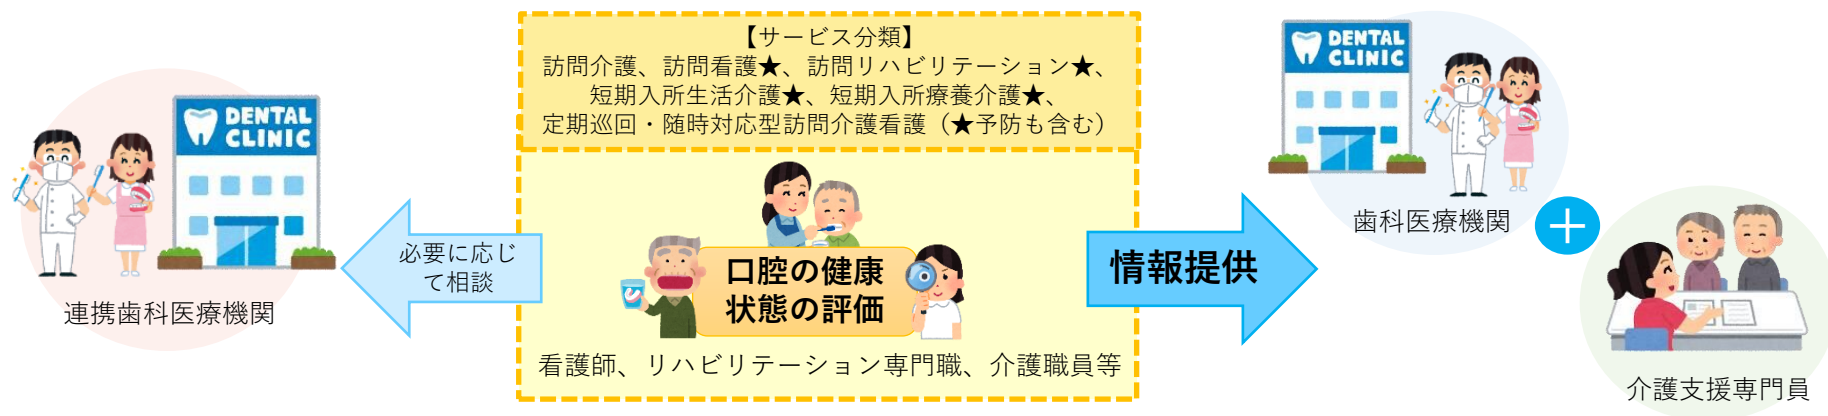 【サービス分類】
訪問介護、訪問看護★、訪問リハビリテーション★、
短期入所生活介護★、短期入所療養介護★、
定期巡回・随時対応型訪問介護看護（★予防も含む）
DENTAL
CLINIC
連携歯科医療機関
必要に応じ
て相談
口腔の健康
状態の評価
看護師、リハビリテーション専門職、介護職員等
情報提供
DENTAL
CLINIC
歯科医療機関
＋
介護支援専門員